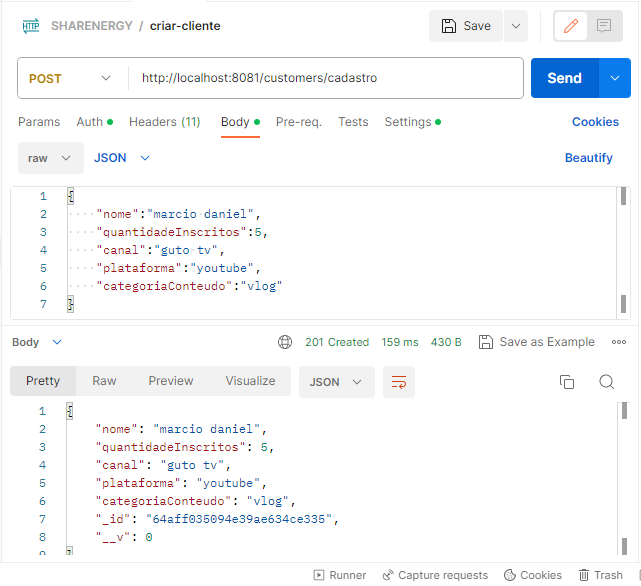 HTTP SHARENERGY / criar-cliente Save
POST http://localhost:8081/customers/cadastro Send
Params Auth Headers (11) Body Pre-req. Tests Settings Cookies
raw JSON Beautify
1 {
2 "nome":"marcio daniel",
3 "quantidadeInscritos":5,
4 "canal":"guto tv",
5 "plataforma":"youtube",
6 "categoriaConteudo":"vlog"
7 }
Body 201 Created 159 ms 430 B Save as Example
Pretty Raw Preview Visualize JSON
1 {
2 "nome": "marcio daniel",
3 "quantidadeInscritos": 5,
4 "canal": "guto tv",
5 "plataforma": "youtube",
6 "categoriaConteudo": "vlog",
7 "_id": "64aff035094e39ae634ce335",
8 "__v": 0
9 }
Runner Capture requests Cookies Trash